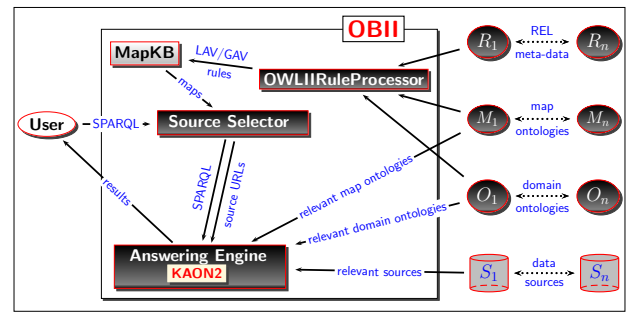 OBII
MapKB
LAV/GAV
rules
OWLIIRuleProcessor
R1
REL
meta-data
Rn
maps
User
SPARQL
Source Selector
M1
map
ontologies
Mn
SPARQL
source URLs
relevant map ontologies
results
O1
domain
ontologies
On
relevant domain ontologies
Answering Engine
KAON2
relevant sources
S1
data
sources
Sn